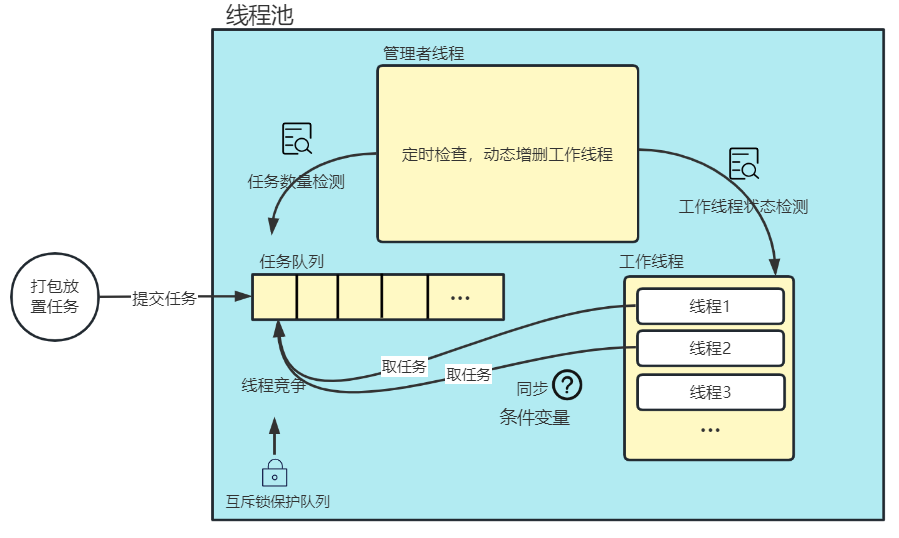 线程池
管理者线程
定时检查，动态增删工作线程
任务数量检测
工作线程状态检测
任务队列
工作线程
打包放
置任务
提交任务
...
线程1
线程2
线程3
...
取任务
取任务
线程竞争
同步?
条件变量
互斥锁保护队列